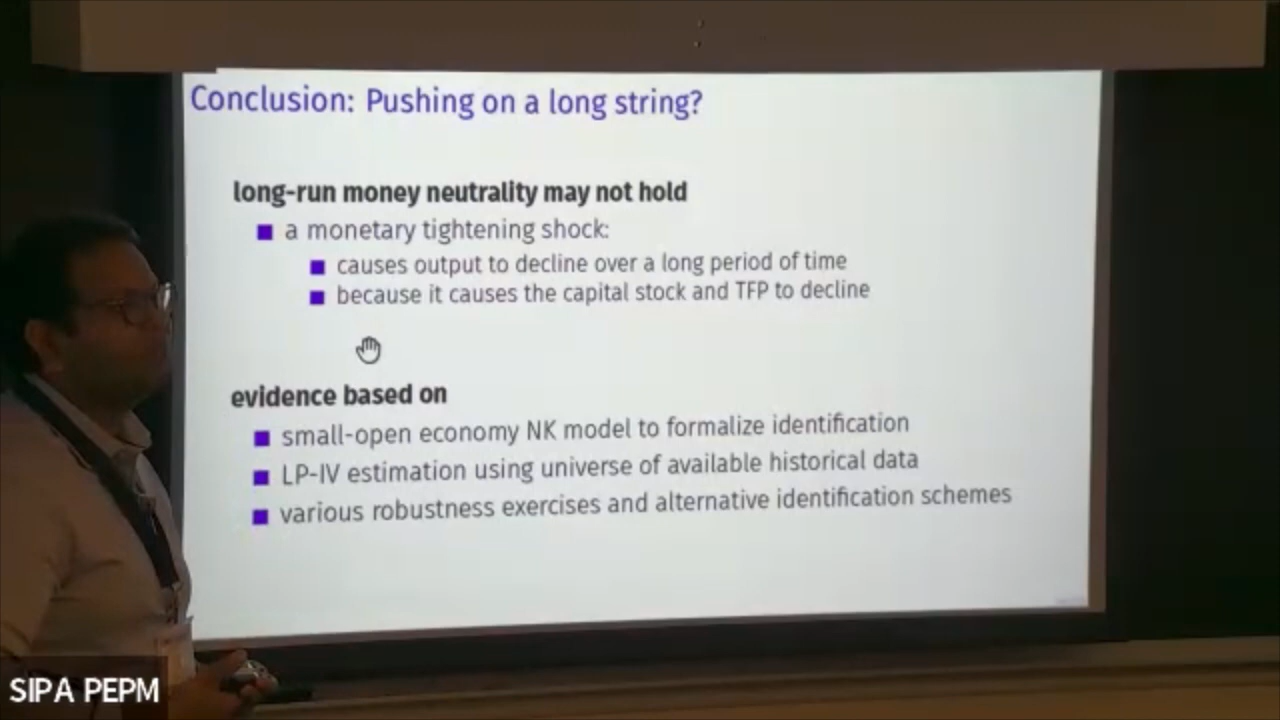 Conclusion: Pushing on a long string?
long-run money neutrality may not hold
a monetary tightening shock:
causes output to decline over a long period of time
because it causes the capital stock and TFP to decline
evidence based on
small-open economy NK model to formalize identification
LP-IV estimation using universe of available historical data
various robustness exercises and alternative identification schemes
SIPA PEPM